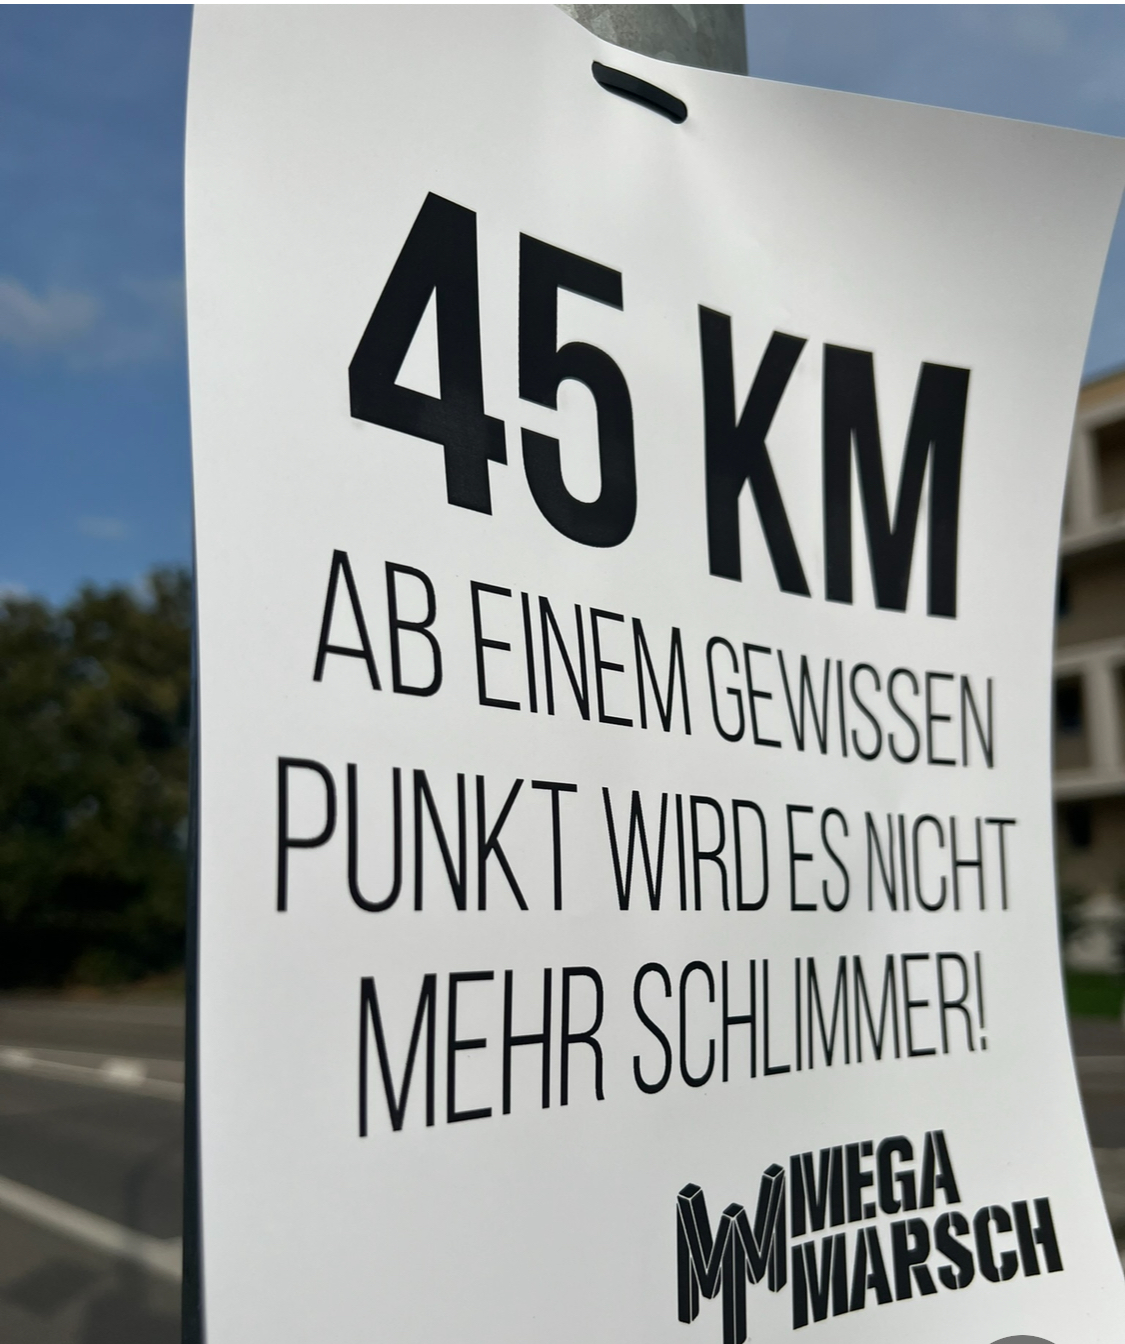 45 KM
AB EINEM GEWISSEN
PUNKT WIRD ES NICHT
MEHR SCHLIMMER!
MEGA
MARSCH